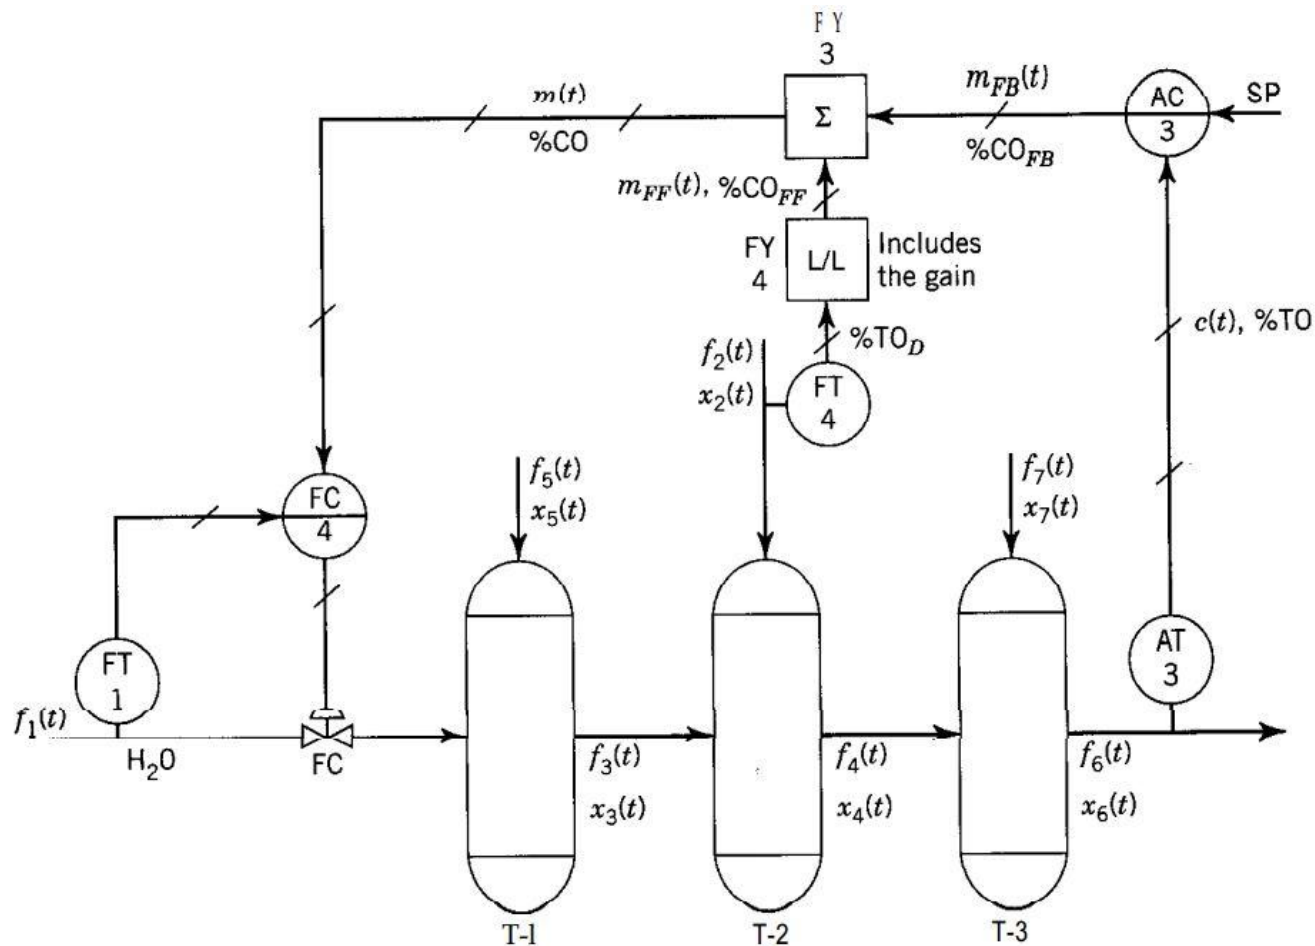 FY
3
m(t)
%CO
Σ
m_FB(t)
%CO_FB
AC
3
SP
m_FF(t), %CO_FF
FY
4
L/L
Includes
the gain
%TO_D
c(t), %TO
f_2(t)
x_2(t)
FT
4
f_5(t)
x_5(t)
f_7(t)
x_7(t)
FC
4
FT
1
AT
3
f_1(t)
H_2O
FC
f_3(t)
x_3(t)
f_4(t)
x_4(t)
f_6(t)
x_6(t)
T-1
T-2
T-3